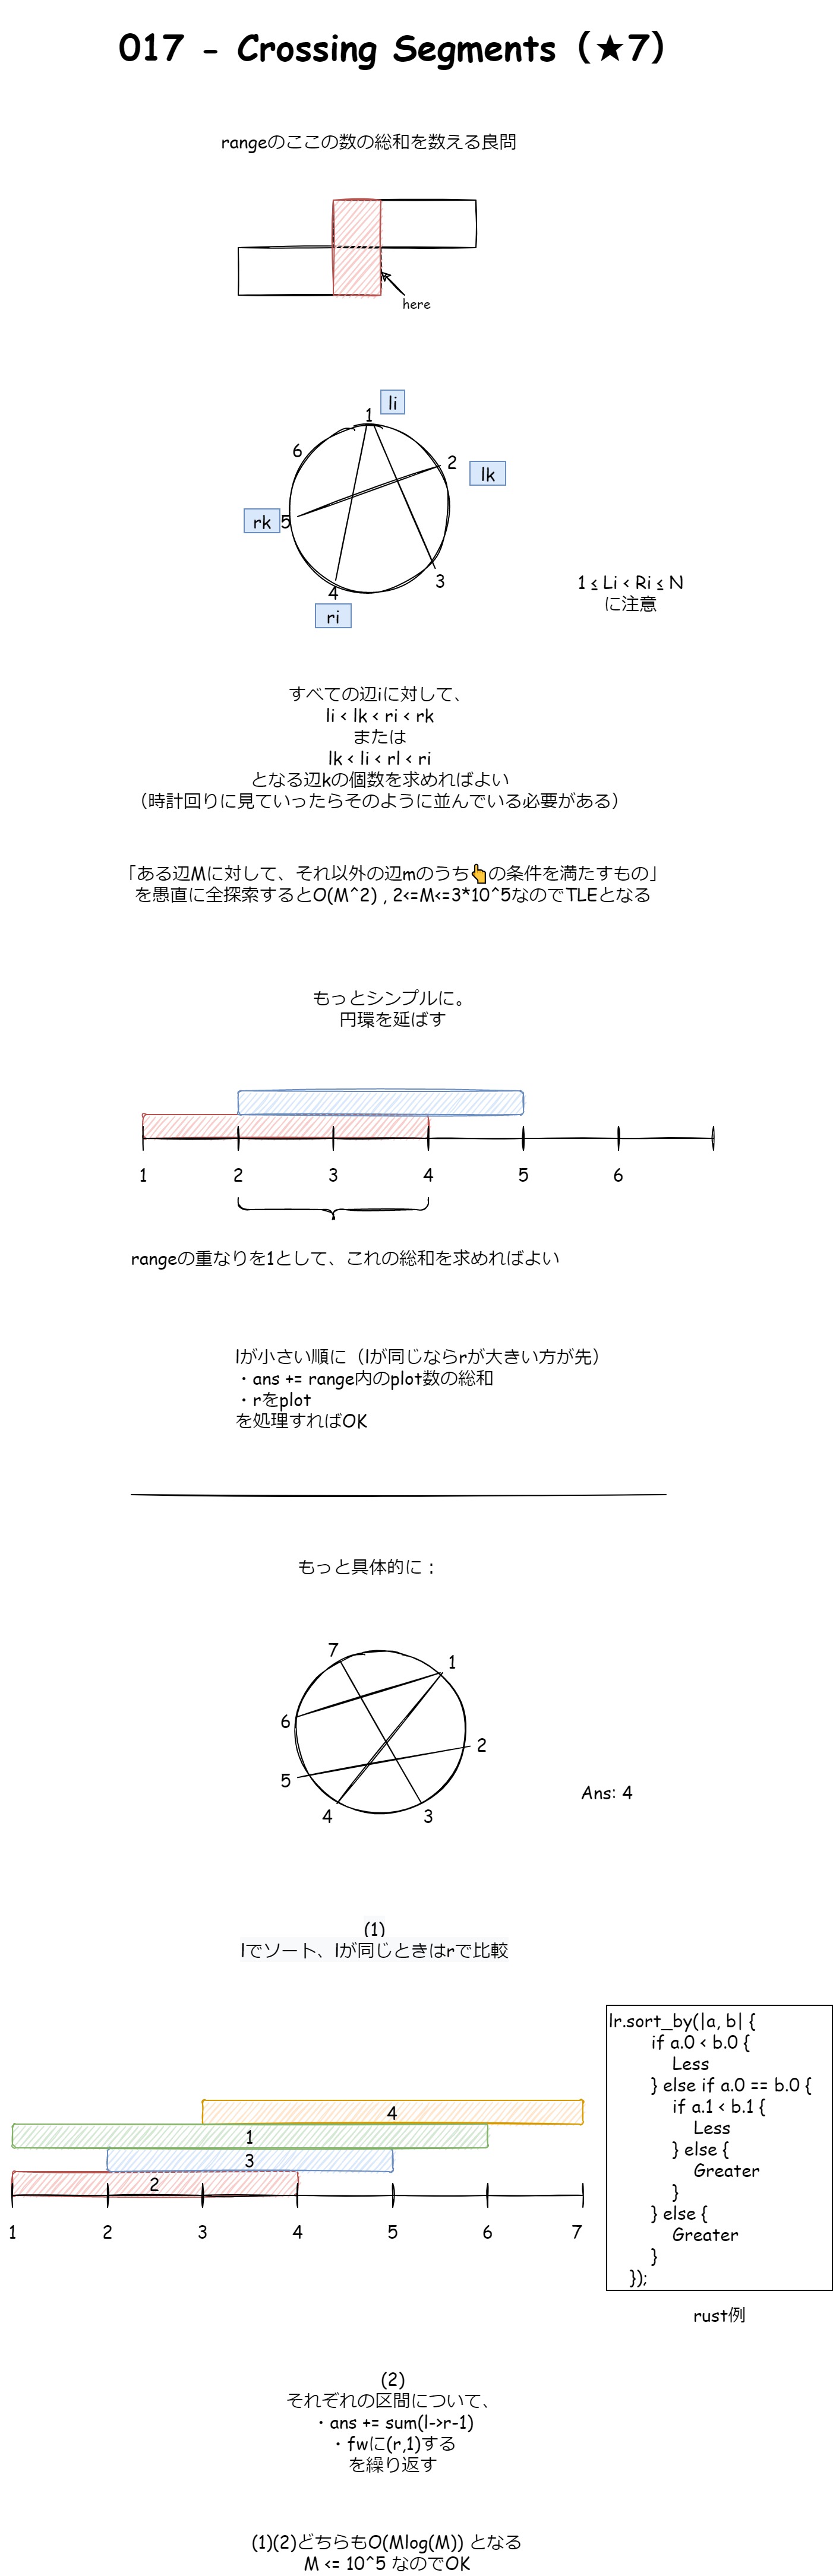 017 - Crossing Segments（★7）
rangeのここの数の総和を数える良問
here
li
1
2
lk
6
rk
5
3
4
ri
1 ≤ Li < Ri ≤ N
に注意
すべての辺iに対して、
li < lk < ri < rk
または
lk < li < rl < ri
となる辺kの個数を求めればよい
（時計回りに見ていったらそのように並んでいる必要がある）
「ある辺Mに対して、それ以外の辺mのうち👆の条件を満たすもの」
を愚直に全探索するとO(M^2) , 2<=M<=3*10^5なのでTLEとなる
もっとシンプルに。
円環を延ばす
1 2 3 4 5 6
rangeの重なりを1として、これの総和を求めればよい
lが小さい順に（lが同じならrが大きい方が先）
・ans += range内のplot数の総和
・rをplot
を処理すればOK
もっと具体的に：
7
1
6
2
5
4
3
Ans: 4
(1)
lでソート、lが同じときはrで比較
4
1
3
2
1 2 3 4 5 6 7
lr.sort_by(|a, b| {
if a.0 < b.0 {
Less
} else if a.0 == b.0 {
if a.1 < b.1 {
Less
} else {
Greater
}
} else {
Greater
}
});
rust例
(2)
それぞれの区間について、
・ans += sum(l->r-1)
・fwに(r,1)する
を繰り返す
(1)(2)どちらもO(Mlog(M)) となる
M <= 10^5 なのでOK